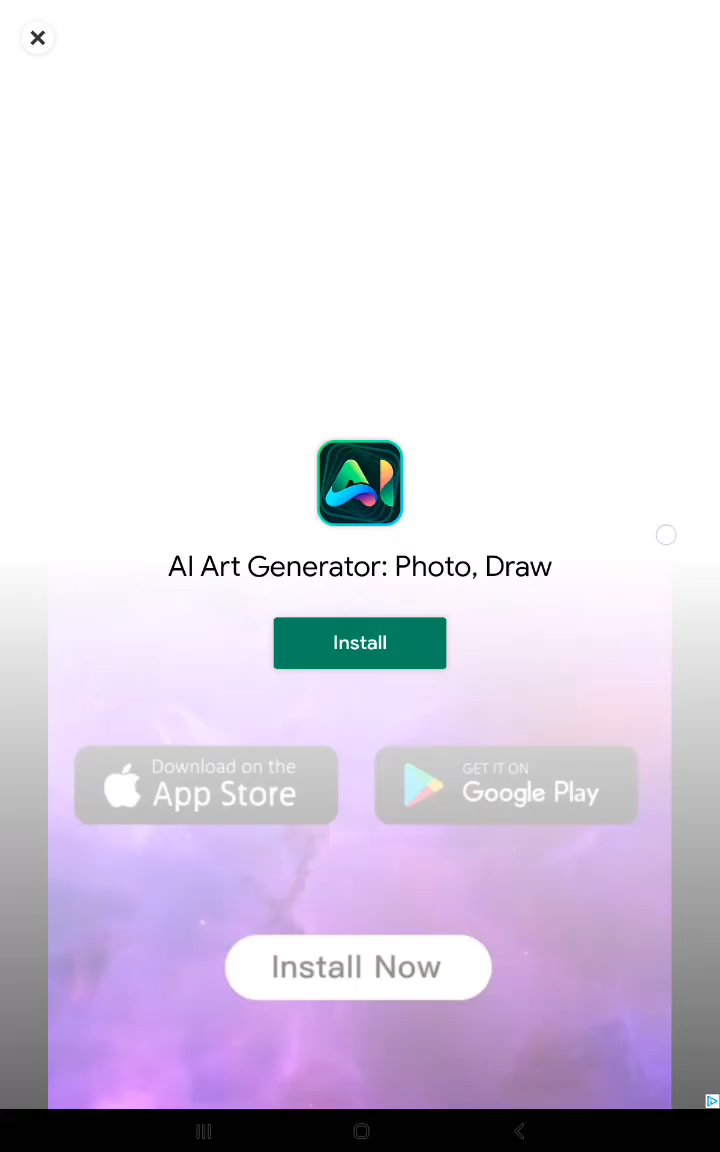 AI Art Generator: Photo, Draw
Install
Download on the
App Store
GET IT ON
Google Play
Install Now